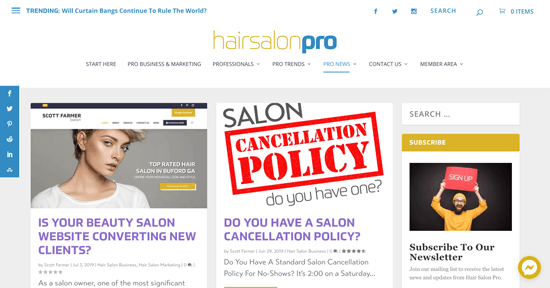 TRENDING: Will Curtain Bangs Continue To Rule The World?
SEARCH
0 ITEMS
hairsalonpro
START HERE
PRO BUSINESS & MARKETING
PROFESSIONALS
PRO TRENDS
PRO NEWS
CONTACT US
MEMBER AREA
SCOTT FARMER
TOP RATED HAIR
SALON IN BUFORD GA
IS YOUR BEAUTY SALON
WEBSITE CONVERTING NEW
CLIENTS?
by Scott Farmer | Jul 5, 2019 | Hair Salon Business, Hair Salon Marketing | 0
As a salon owner, one of the most significant
SALON
CANCELLATION
POLICY
do you have one?
DO YOU HAVE A SALON
CANCELLATION POLICY?
by Scott Farmer | Jun 29, 2019 | Hair Salon Business | 0
Do You Have A Standard Salon Cancellation
Policy For No-Shows? It's 2:00 on a Saturday...
SEARCH ...
SUBSCRIBE
SIGN UP
Subscribe To Our
Newsletter
Join our mailing list to receive the latest
news and updates from Hair Salon Pro.